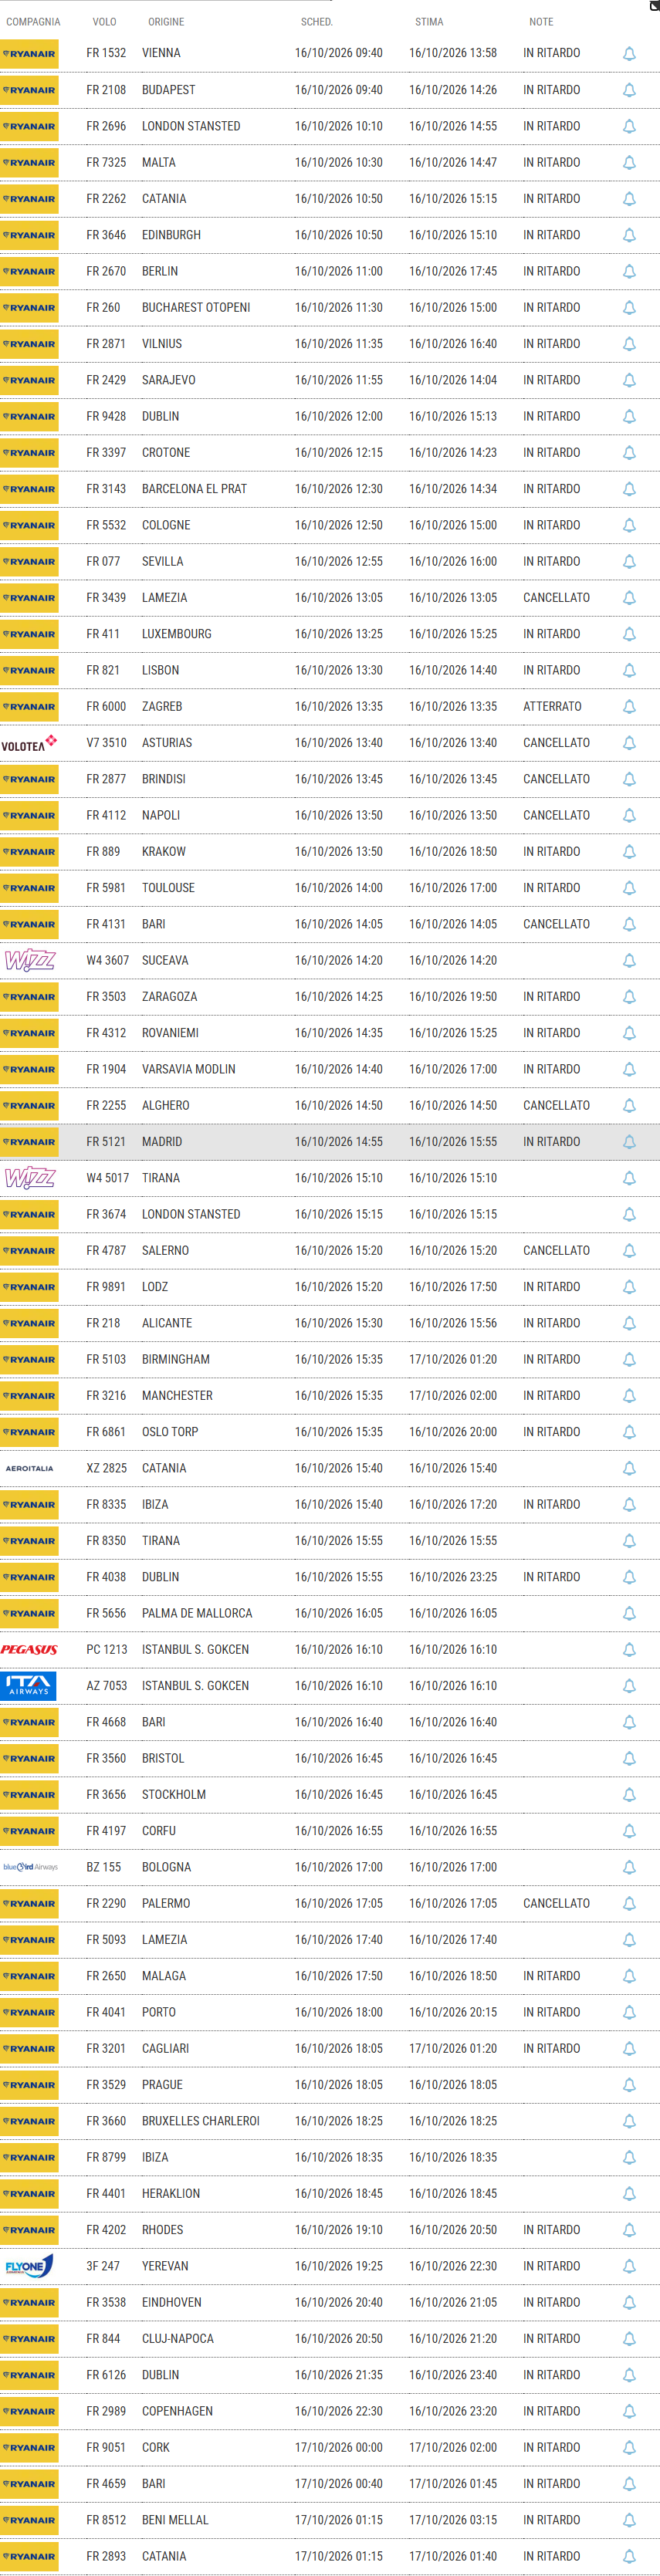 COMPAGNIA VOLO ORIGINE SCHED. STIMA NOTE
RYANAIR FR 1532 VIENNA 16/10/2026 09:40 16/10/2026 13:58 IN RITARDO
RYANAIR FR 2108 BUDAPEST 16/10/2026 09:40 16/10/2026 14:26 IN RITARDO
RYANAIR FR 2696 LONDON STANSTED 16/10/2026 10:10 16/10/2026 14:55 IN RITARDO
RYANAIR FR 7325 MALTA 16/10/2026 10:30 16/10/2026 14:47 IN RITARDO
RYANAIR FR 2262 CATANIA 16/10/2026 10:50 16/10/2026 15:15 IN RITARDO
RYANAIR FR 3646 EDINBURGH 16/10/2026 10:50 16/10/2026 15:10 IN RITARDO
RYANAIR FR 2670 BERLIN 16/10/2026 11:00 16/10/2026 17:45 IN RITARDO
RYANAIR FR 260 BUCHAREST OTOPENI 16/10/2026 11:30 16/10/2026 15:00 IN RITARDO
RYANAIR FR 2871 VILNIUS 16/10/2026 11:35 16/10/2026 16:40 IN RITARDO
RYANAIR FR 2429 SARAJEVO 16/10/2026 11:55 16/10/2026 14:04 IN RITARDO
RYANAIR FR 9428 DUBLIN 16/10/2026 12:00 16/10/2026 15:13 IN RITARDO
RYANAIR FR 3397 CROTONE 16/10/2026 12:15 16/10/2026 14:23 IN RITARDO
RYANAIR FR 3143 BARCELONA EL PRAT 16/10/2026 12:30 16/10/2026 14:34 IN RITARDO
RYANAIR FR 5532 COLOGNE 16/10/2026 12:50 16/10/2026 15:00 IN RITARDO
RYANAIR FR 077 SEVILLA 16/10/2026 12:55 16/10/2026 16:00 IN RITARDO
RYANAIR FR 3439 LAMEZIA 16/10/2026 13:05 16/10/2026 13:05 CANCELLATO
RYANAIR FR 411 LUXEMBOURG 16/10/2026 13:25 16/10/2026 15:25 IN RITARDO
RYANAIR FR 821 LISBON 16/10/2026 13:30 16/10/2026 14:40 IN RITARDO
RYANAIR FR 6000 ZAGREB 16/10/2026 13:35 16/10/2026 13:35 ATTERRATO
VOLOTEA V7 3510 ASTURIAS 16/10/2026 13:40 16/10/2026 13:40 CANCELLATO
RYANAIR FR 2877 BRINDISI 16/10/2026 13:45 16/10/2026 13:45 CANCELLATO
RYANAIR FR 4112 NAPOLI 16/10/2026 13:50 16/10/2026 13:50 CANCELLATO
RYANAIR FR 889 KRAKOW 16/10/2026 13:50 16/10/2026 18:50 IN RITARDO
RYANAIR FR 5981 TOULOUSE 16/10/2026 14:00 16/10/2026 17:00 IN RITARDO
RYANAIR FR 4131 BARI 16/10/2026 14:05 16/10/2026 14:05 CANCELLATO
WIZZ W4 3607 SUCEAVA 16/10/2026 14:20 16/10/2026 14:20
RYANAIR FR 3503 ZARAGOZA 16/10/2026 14:25 16/10/2026 19:50 IN RITARDO
RYANAIR FR 4312 ROVANIEMI 16/10/2026 14:35 16/10/2026 15:25 IN RITARDO
RYANAIR FR 1904 VARSAVIA MODLIN 16/10/2026 14:40 16/10/2026 17:00 IN RITARDO
RYANAIR FR 2255 ALGHERO 16/10/2026 14:50 16/10/2026 14:50 CANCELLATO
RYANAIR FR 5121 MADRID 16/10/2026 14:55 16/10/2026 15:55 IN RITARDO
WIZZ W4 5017 TIRANA 16/10/2026 15:10 16/10/2026 15:10
RYANAIR FR 3674 LONDON STANSTED 16/10/2026 15:15 16/10/2026 15:15
RYANAIR FR 4787 SALERNO 16/10/2026 15:20 16/10/2026 15:20 CANCELLATO
RYANAIR FR 9891 LODZ 16/10/2026 15:20 16/10/2026 17:50 IN RITARDO
RYANAIR FR 218 ALICANTE 16/10/2026 15:30 16/10/2026 15:56 IN RITARDO
RYANAIR FR 5103 BIRMINGHAM 16/10/2026 15:35 17/10/2026 01:20 IN RITARDO
RYANAIR FR 3216 MANCHESTER 16/10/2026 15:35 17/10/2026 02:00 IN RITARDO
RYANAIR FR 6861 OSLO TORP 16/10/2026 15:35 16/10/2026 20:00 IN RITARDO
AEROITALIA XZ 2825 CATANIA 16/10/2026 15:40 16/10/2026 15:40
RYANAIR FR 8335 IBIZA 16/10/2026 15:40 16/10/2026 17:20 IN RITARDO
RYANAIR FR 8350 TIRANA 16/10/2026 15:55 16/10/2026 15:55
RYANAIR FR 4038 DUBLIN 16/10/2026 15:55 16/10/2026 23:25 IN RITARDO
RYANAIR FR 5656 PALMA DE MALLORCA 16/10/2026 16:05 16/10/2026 16:05
PEGASUS PC 1213 ISTANBUL S. GOKCEN 16/10/2026 16:10 16/10/2026 16:10
ITA AIRWAYS AZ 7053 ISTANBUL S. GOKCEN 16/10/2026 16:10 16/10/2026 16:10
RYANAIR FR 4668 BARI 16/10/2026 16:40 16/10/2026 16:40
RYANAIR FR 3560 BRISTOL 16/10/2026 16:45 16/10/2026 16:45
RYANAIR FR 3656 STOCKHOLM 16/10/2026 16:45 16/10/2026 16:45
RYANAIR FR 4197 CORFU 16/10/2026 16:55 16/10/2026 16:55
blueBird Airways BZ 155 BOLOGNA 16/10/2026 17:00 16/10/2026 17:00
RYANAIR FR 2290 PALERMO 16/10/2026 17:05 16/10/2026 17:05 CANCELLATO
RYANAIR FR 5093 LAMEZIA 16/10/2026 17:40 16/10/2026 17:40
RYANAIR FR 2650 MALAGA 16/10/2026 17:50 16/10/2026 18:50 IN RITARDO
RYANAIR FR 4041 PORTO 16/10/2026 18:00 16/10/2026 20:15 IN RITARDO
RYANAIR FR 3201 CAGLIARI 16/10/2026 18:05 17/10/2026 01:20 IN RITARDO
RYANAIR FR 3529 PRAGUE 16/10/2026 18:05 16/10/2026 18:05
RYANAIR FR 3660 BRUXELLES CHARLEROI 16/10/2026 18:25 16/10/2026 18:25
RYANAIR FR 8799 IBIZA 16/10/2026 18:35 16/10/2026 18:35
RYANAIR FR 4401 HERAKLION 16/10/2026 18:45 16/10/2026 18:45
RYANAIR FR 4202 RHODES 16/10/2026 19:10 16/10/2026 20:50 IN RITARDO
FLYONE 3F 247 YEREVAN 16/10/2026 19:25 16/10/2026 22:30 IN RITARDO
RYANAIR FR 3538 EINDHOVEN 16/10/2026 20:40 16/10/2026 21:05 IN RITARDO
RYANAIR FR 844 CLUJ-NAPOCA 16/10/2026 20:50 16/10/2026 21:20 IN RITARDO
RYANAIR FR 6126 DUBLIN 16/10/2026 21:35 16/10/2026 23:40 IN RITARDO
RYANAIR FR 2989 COPENHAGEN 16/10/2026 22:30 16/10/2026 23:20 IN RITARDO
RYANAIR FR 9051 CORK 17/10/2026 00:00 17/10/2026 02:00 IN RITARDO
RYANAIR FR 4659 BARI 17/10/2026 00:40 17/10/2026 01:45 IN RITARDO
RYANAIR FR 8512 BENI MELLAL 17/10/2026 01:15 17/10/2026 03:15 IN RITARDO
RYANAIR FR 2893 CATANIA 17/10/2026 01:15 17/10/2026 01:40 IN RITARDO